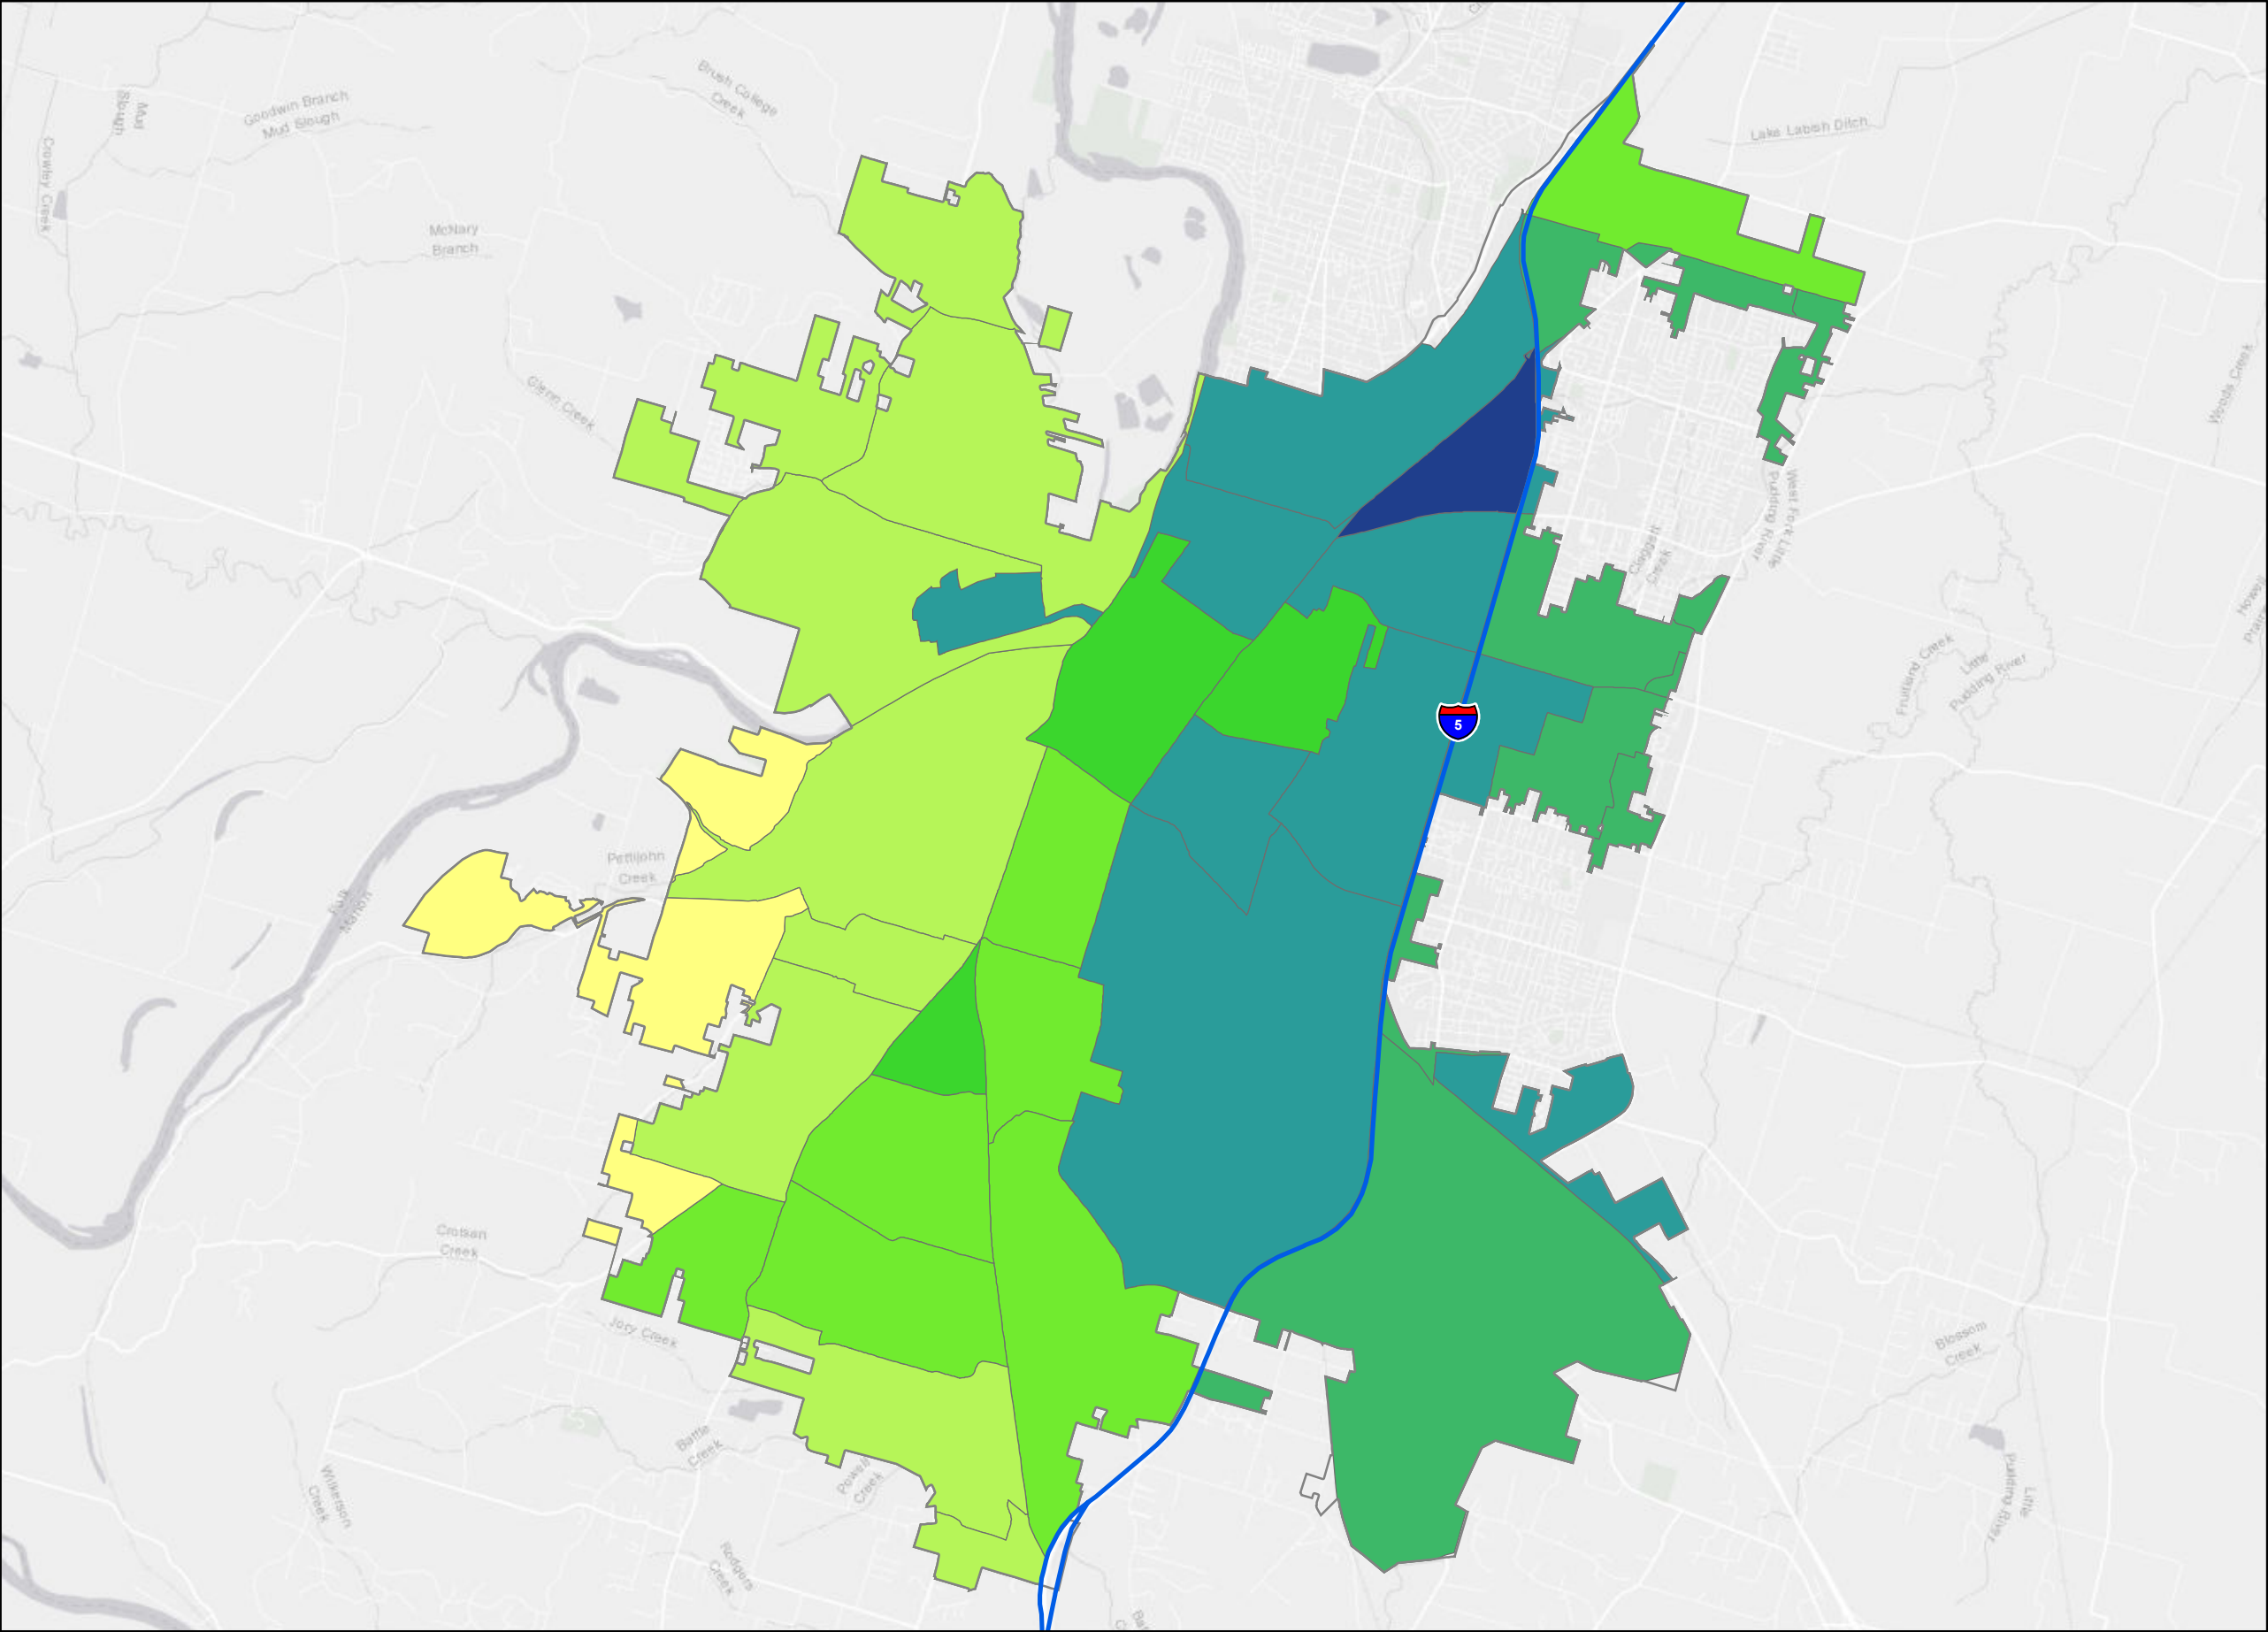 Brush College
Creek
Goodwin Branch
Mud Slough
Mud
Slough
Lake Labish Ditch
Crowley Creek
McNary
Branch
Glenn Creek
Woods Creek
West Fork Little
Pudding River
Claggett
Creek
Fruitland Creek
Little
Pudding River
5
Pettijohn
Creek
Croisan
Creek
Jory Creek
Battle
Creek
Powell
Creek
Blossom
Creek
Wilkerson
Creek
Rodgers
Creek
Little
Pudding River